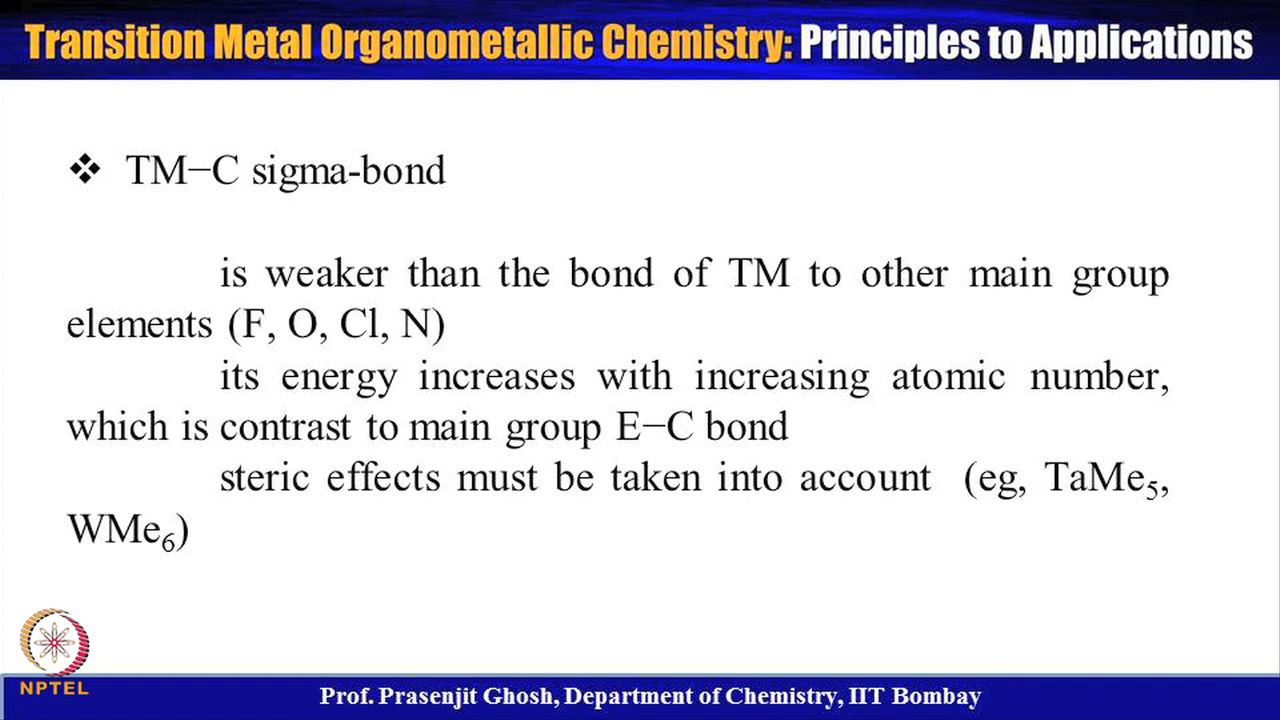 Transition Metal Organometallic Chemistry: Principles to Applications
❖ TM−C sigma-bond
is weaker than the bond of TM to other main group
elements (F, O, Cl, N)
its energy increases with increasing atomic number,
which is contrast to main group E−C bond
steric effects must be taken into account (eg, TaMe₅,
WMe₆)
NPTEL
Prof. Prasenjit Ghosh, Department of Chemistry, IIT Bombay